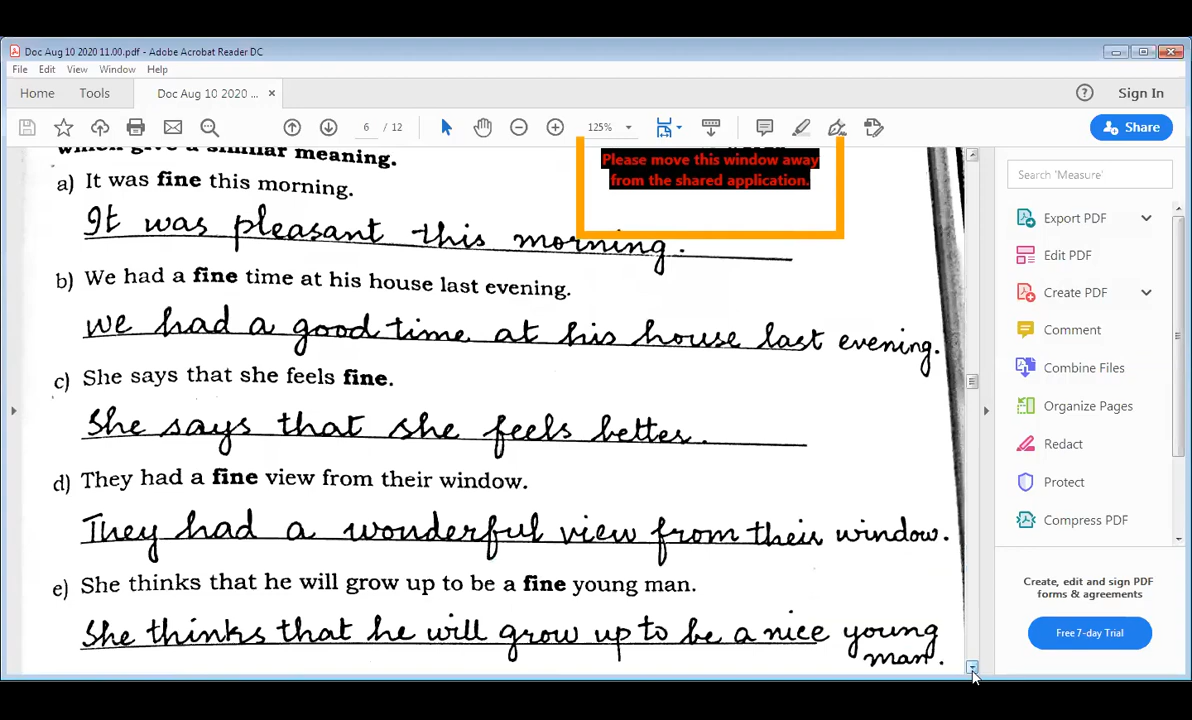 Doc Aug 10 2020 11.00.pdf - Adobe Acrobat Reader DC
File Edit View Window Help
Home Tools Doc Aug 10 2020 ... × Sign In
6 / 12 125% Share
which give a similar meaning.
Please move this window away
from the shared application.
a) It was fine this morning.
It was pleasant this morning.
b) We had a fine time at his house last evening.
We had a good time at his house last evening.
c) She says that she feels fine.
She says that she feels better.
d) They had a fine view from their window.
They had a wonderful view from their window.
e) She thinks that he will grow up to be a fine young man.
She thinks that he will grow up to be a nice young
man.
Search 'Measure'
Export PDF
Edit PDF
Create PDF
Comment
Combine Files
Organize Pages
Redact
Protect
Compress PDF
Create, edit and sign PDF
forms & agreements
Free 7-day Trial